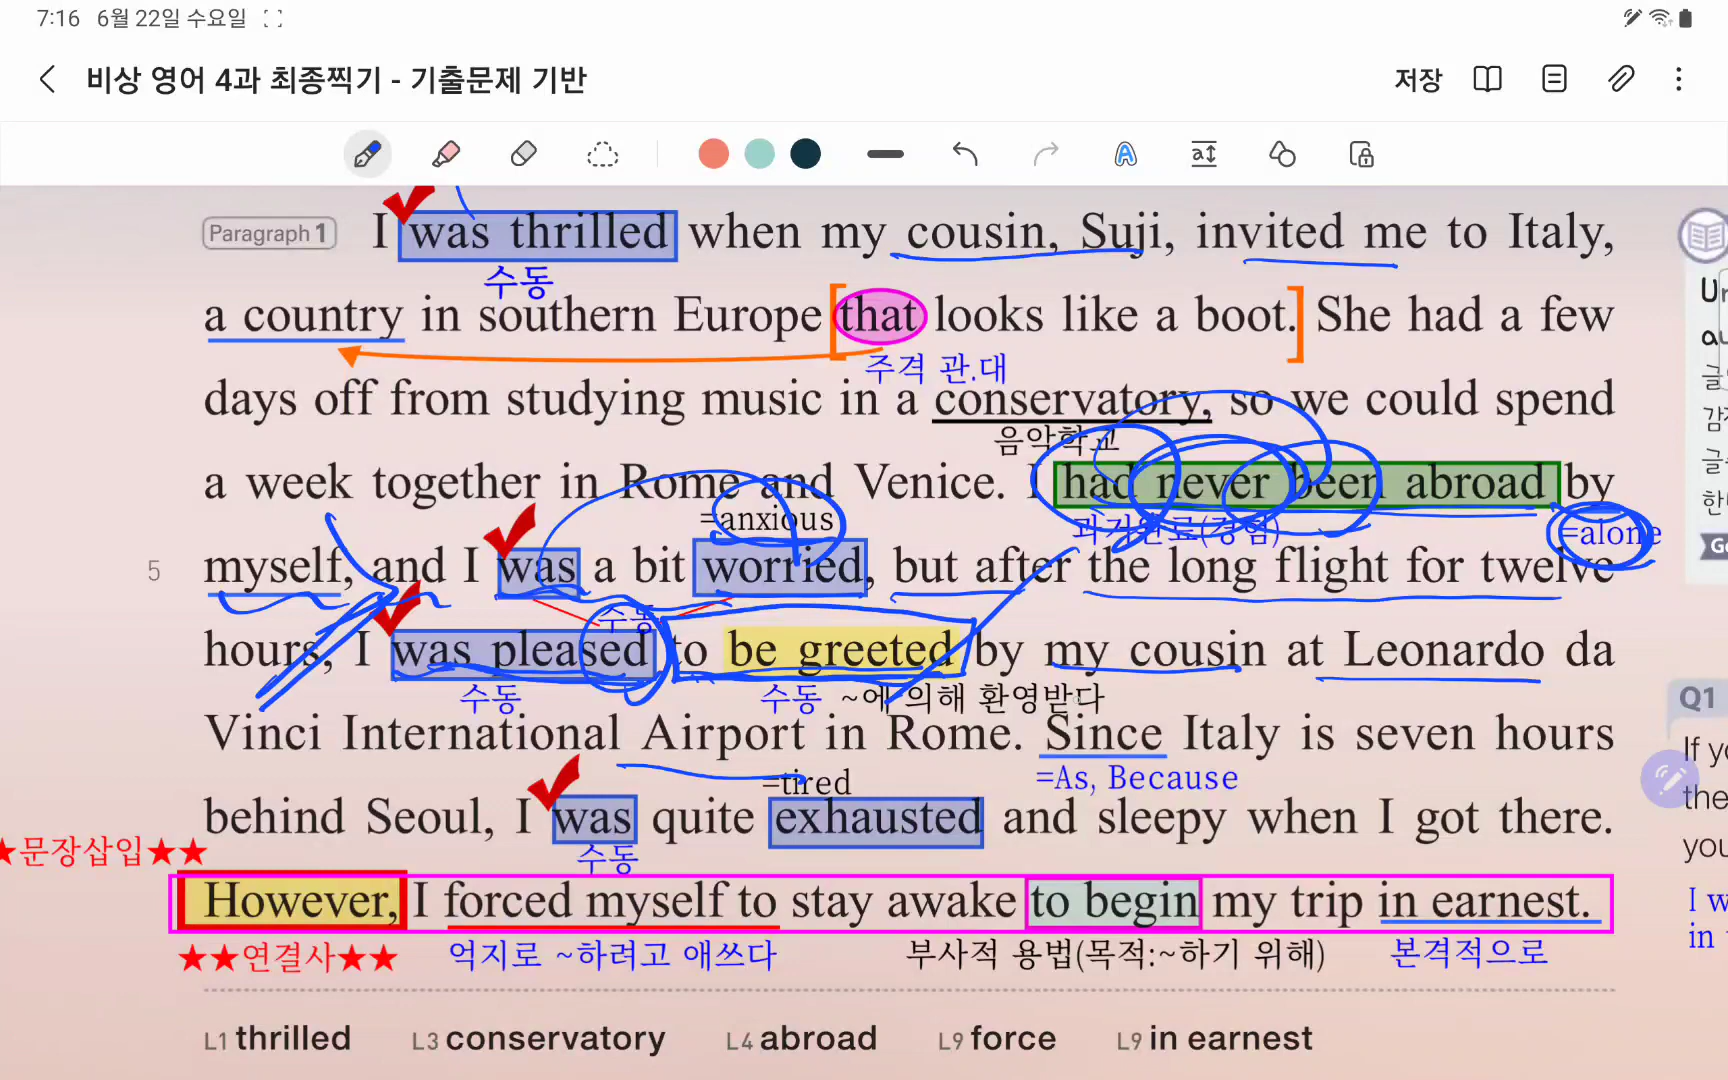 7:16 6월 22일 수요일
비상 영어 4과 최종찍기 - 기출문제 기반
저장
Paragraph 1 I was thrilled when my cousin, Suji, invited me to Italy,
수동
a country in southern Europe [that looks like a boot.] She had a few
주격 관.대
days off from studying music in a conservatory, so we could spend
음악학교
a week together in Rome and Venice. I had never been abroad by
=anxious
과거완료(경험)
=alone
5 myself, and I was a bit worried, but after the long flight for twelve
수동
hours, I was pleased to be greeted by my cousin at Leonardo da
수동 수동 ~에 의해 환영받다
Vinci International Airport in Rome. Since Italy is seven hours
=tired =As, Because
behind Seoul, I was quite exhausted and sleepy when I got there.
★문장삽입★★ 수동
However, I forced myself to stay awake to begin my trip in earnest.
★★연결사★★ 억지로 ~하려고 애쓰다 부사적 용법(목적:~하기 위해) 본격적으로
L1 thrilled L3 conservatory L4 abroad L9 force L9 in earnest
Q1
If
the
you
I
in